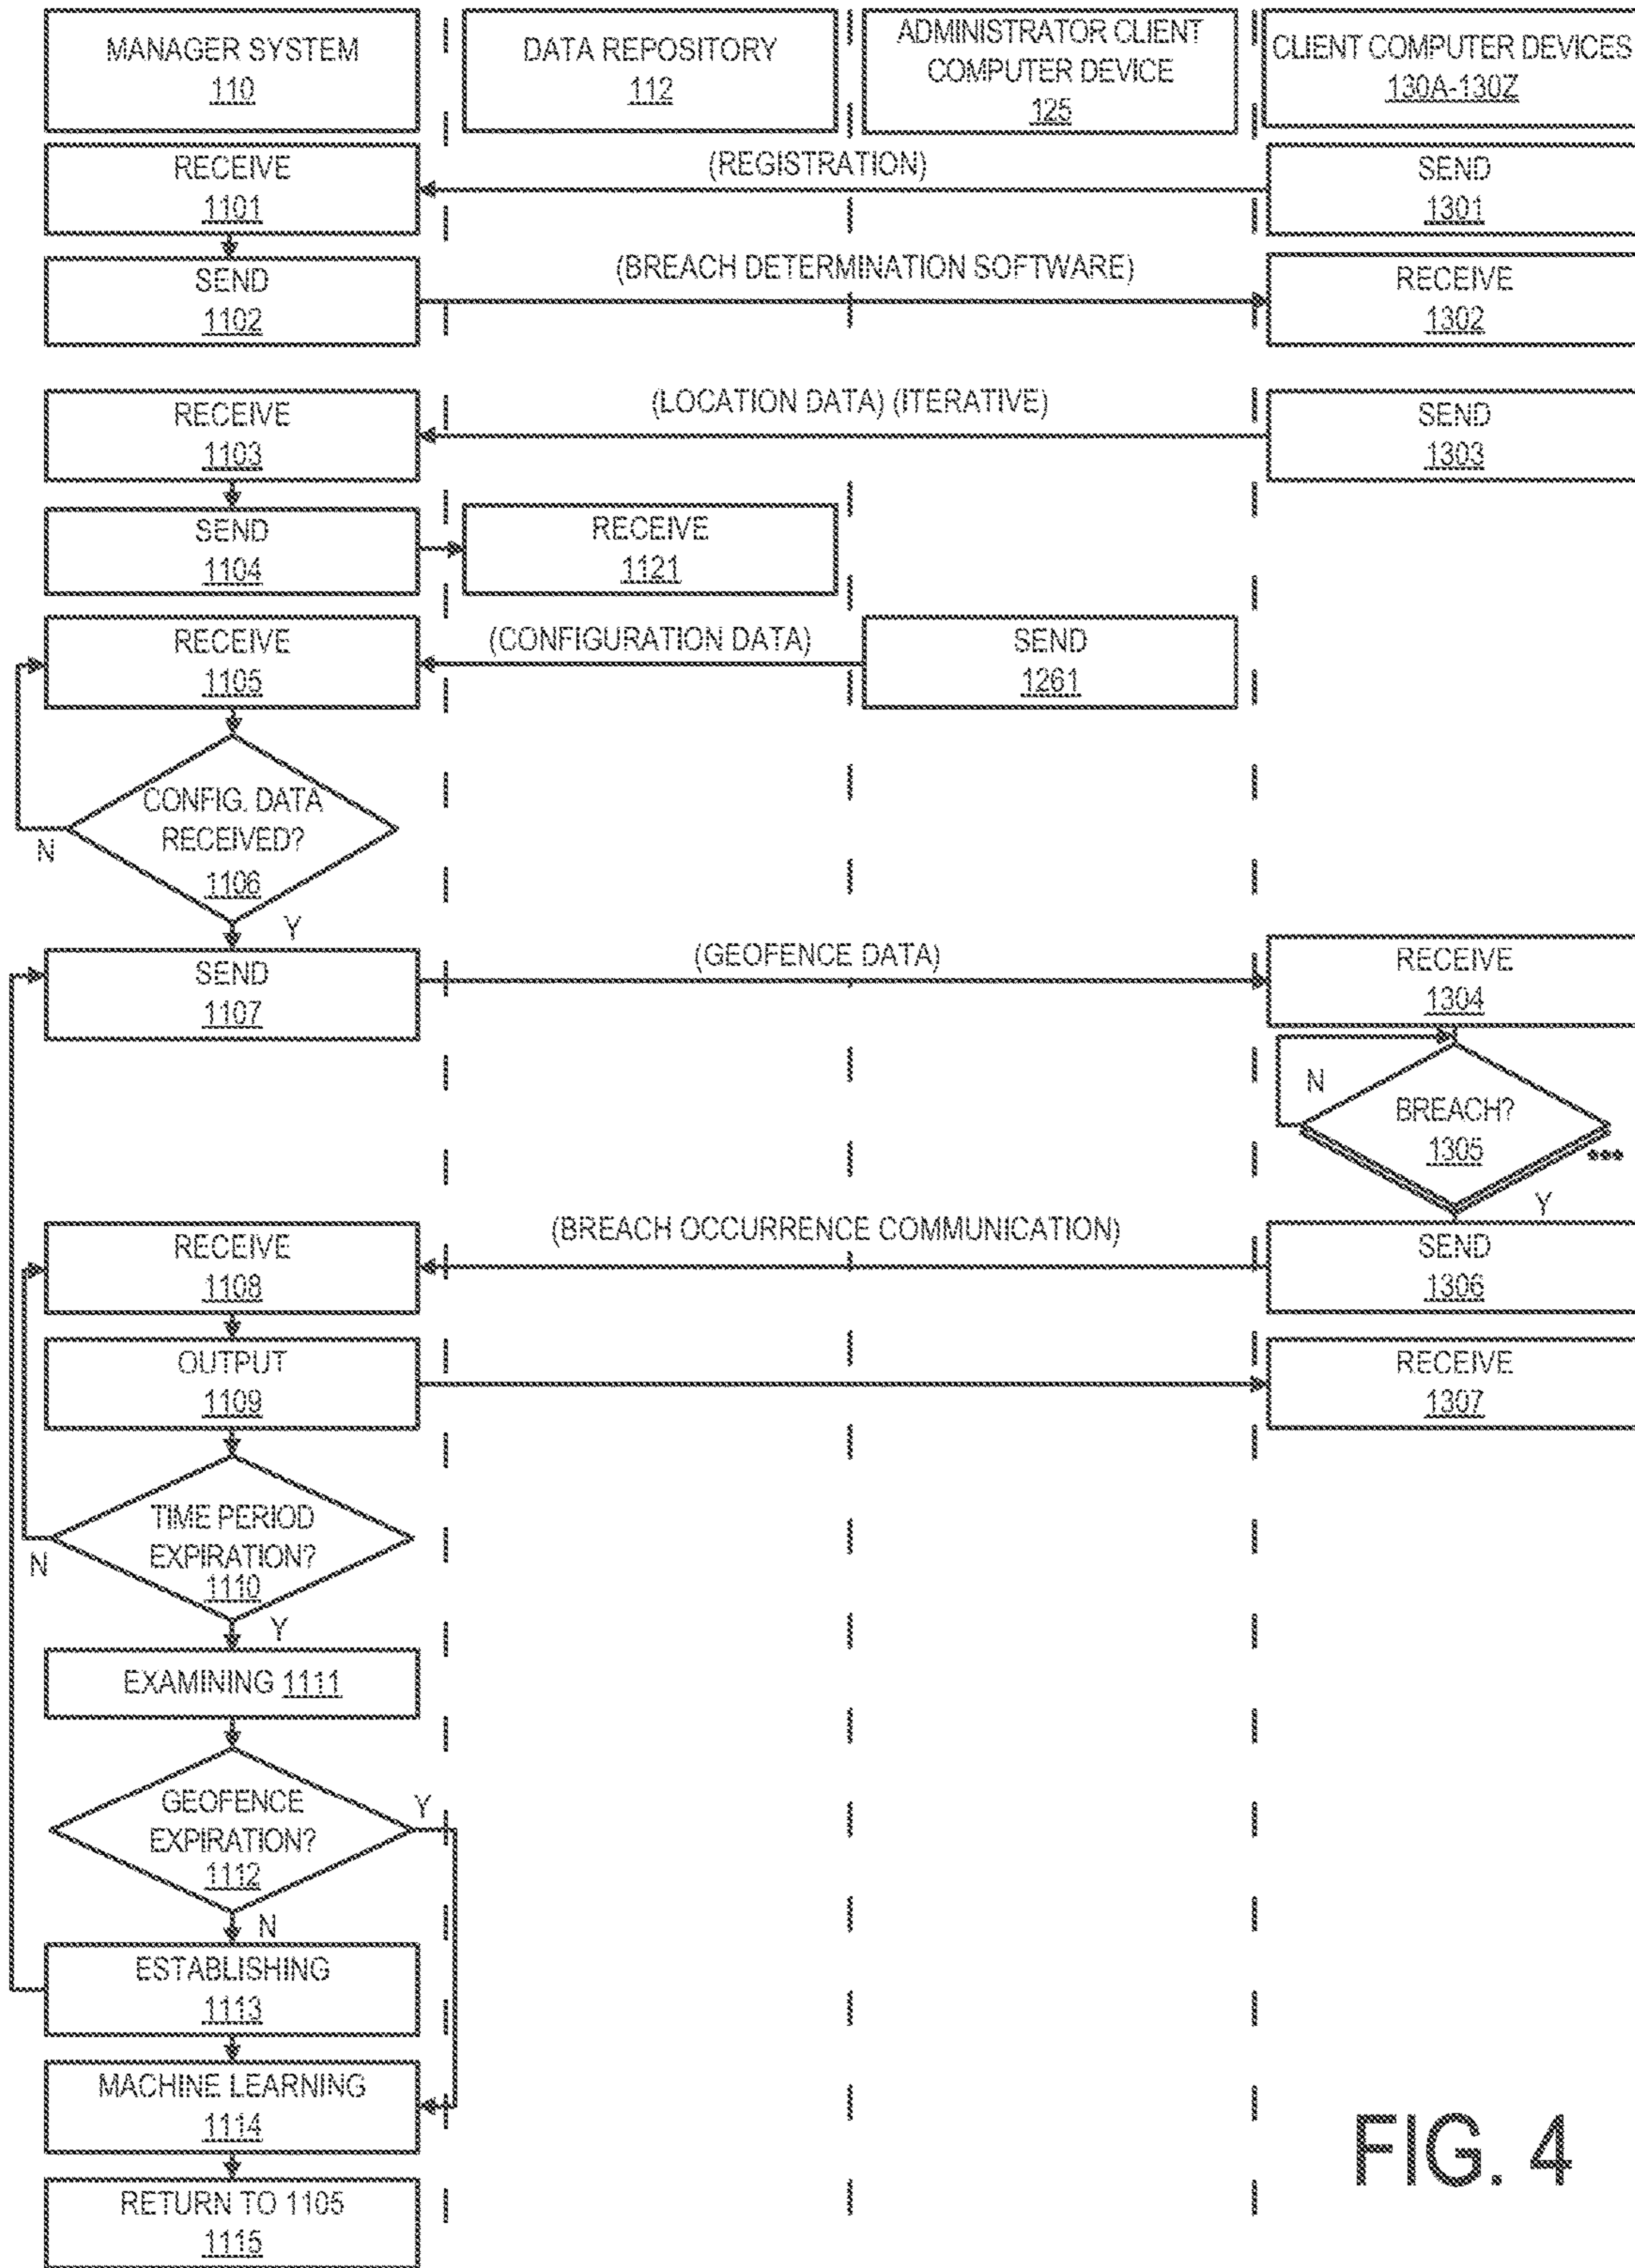 MANAGER SYSTEM
110
DATA REPOSITORY
112
ADMINISTRATOR CLIENT
COMPUTER DEVICE
125
CLIENT COMPUTER DEVICES
130A-130Z
RECEIVE
1101
(REGISTRATION)
SEND
1301
SEND
1102
(BREACH DETERMINATION SOFTWARE)
RECEIVE
1302
RECEIVE
1103
(LOCATION DATA) (ITERATIVE)
SEND
1303
SEND
1104
RECEIVE
1121
RECEIVE
1105
(CONFIGURATION DATA)
SEND
1261
CONFIG. DATA
RECEIVED?
1106
N
Y
SEND
1107
(GEOFENCE DATA)
RECEIVE
1304
N
BREACH?
1305
Y
RECEIVE
1108
(BREACH OCCURRENCE COMMUNICATION)
SEND
1306
OUTPUT
1109
RECEIVE
1307
TIME PERIOD
EXPIRATION?
1110
N
Y
EXAMINING 1111
GEOFENCE
EXPIRATION?
1112
Y
N
ESTABLISHING
1113
MACHINE LEARNING
1114
RETURN TO 1105
1115
FIG. 4